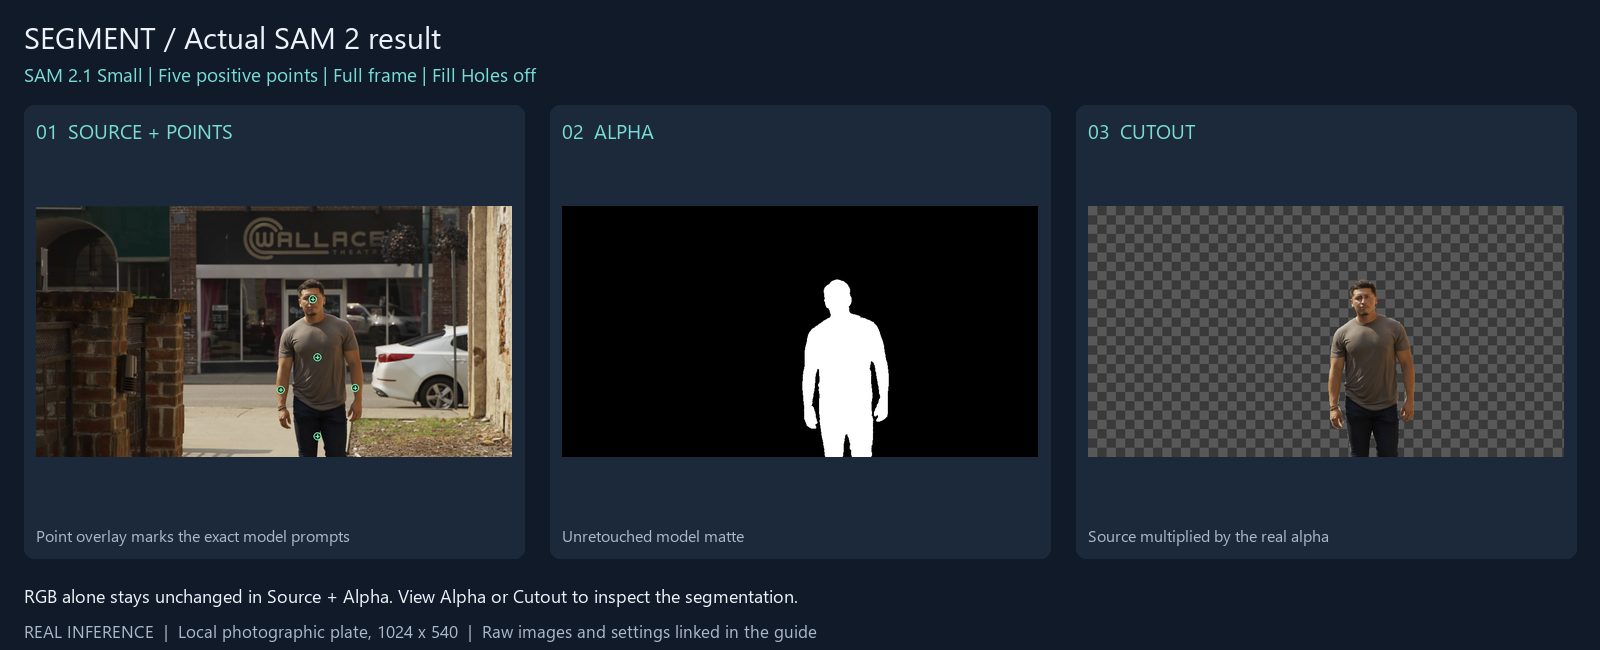 SEGMENT / Actual SAM 2 result
SAM 2.1 Small | Five positive points | Full frame | Fill Holes off
01 SOURCE + POINTS
WALLACE
THEATRE
Point overlay marks the exact model prompts
02 ALPHA
Unretouched model matte
03 CUTOUT
Source multiplied by the real alpha
RGB alone stays unchanged in Source + Alpha. View Alpha or Cutout to inspect the segmentation.
REAL INFERENCE | Local photographic plate, 1024 x 540 | Raw images and settings linked in the guide